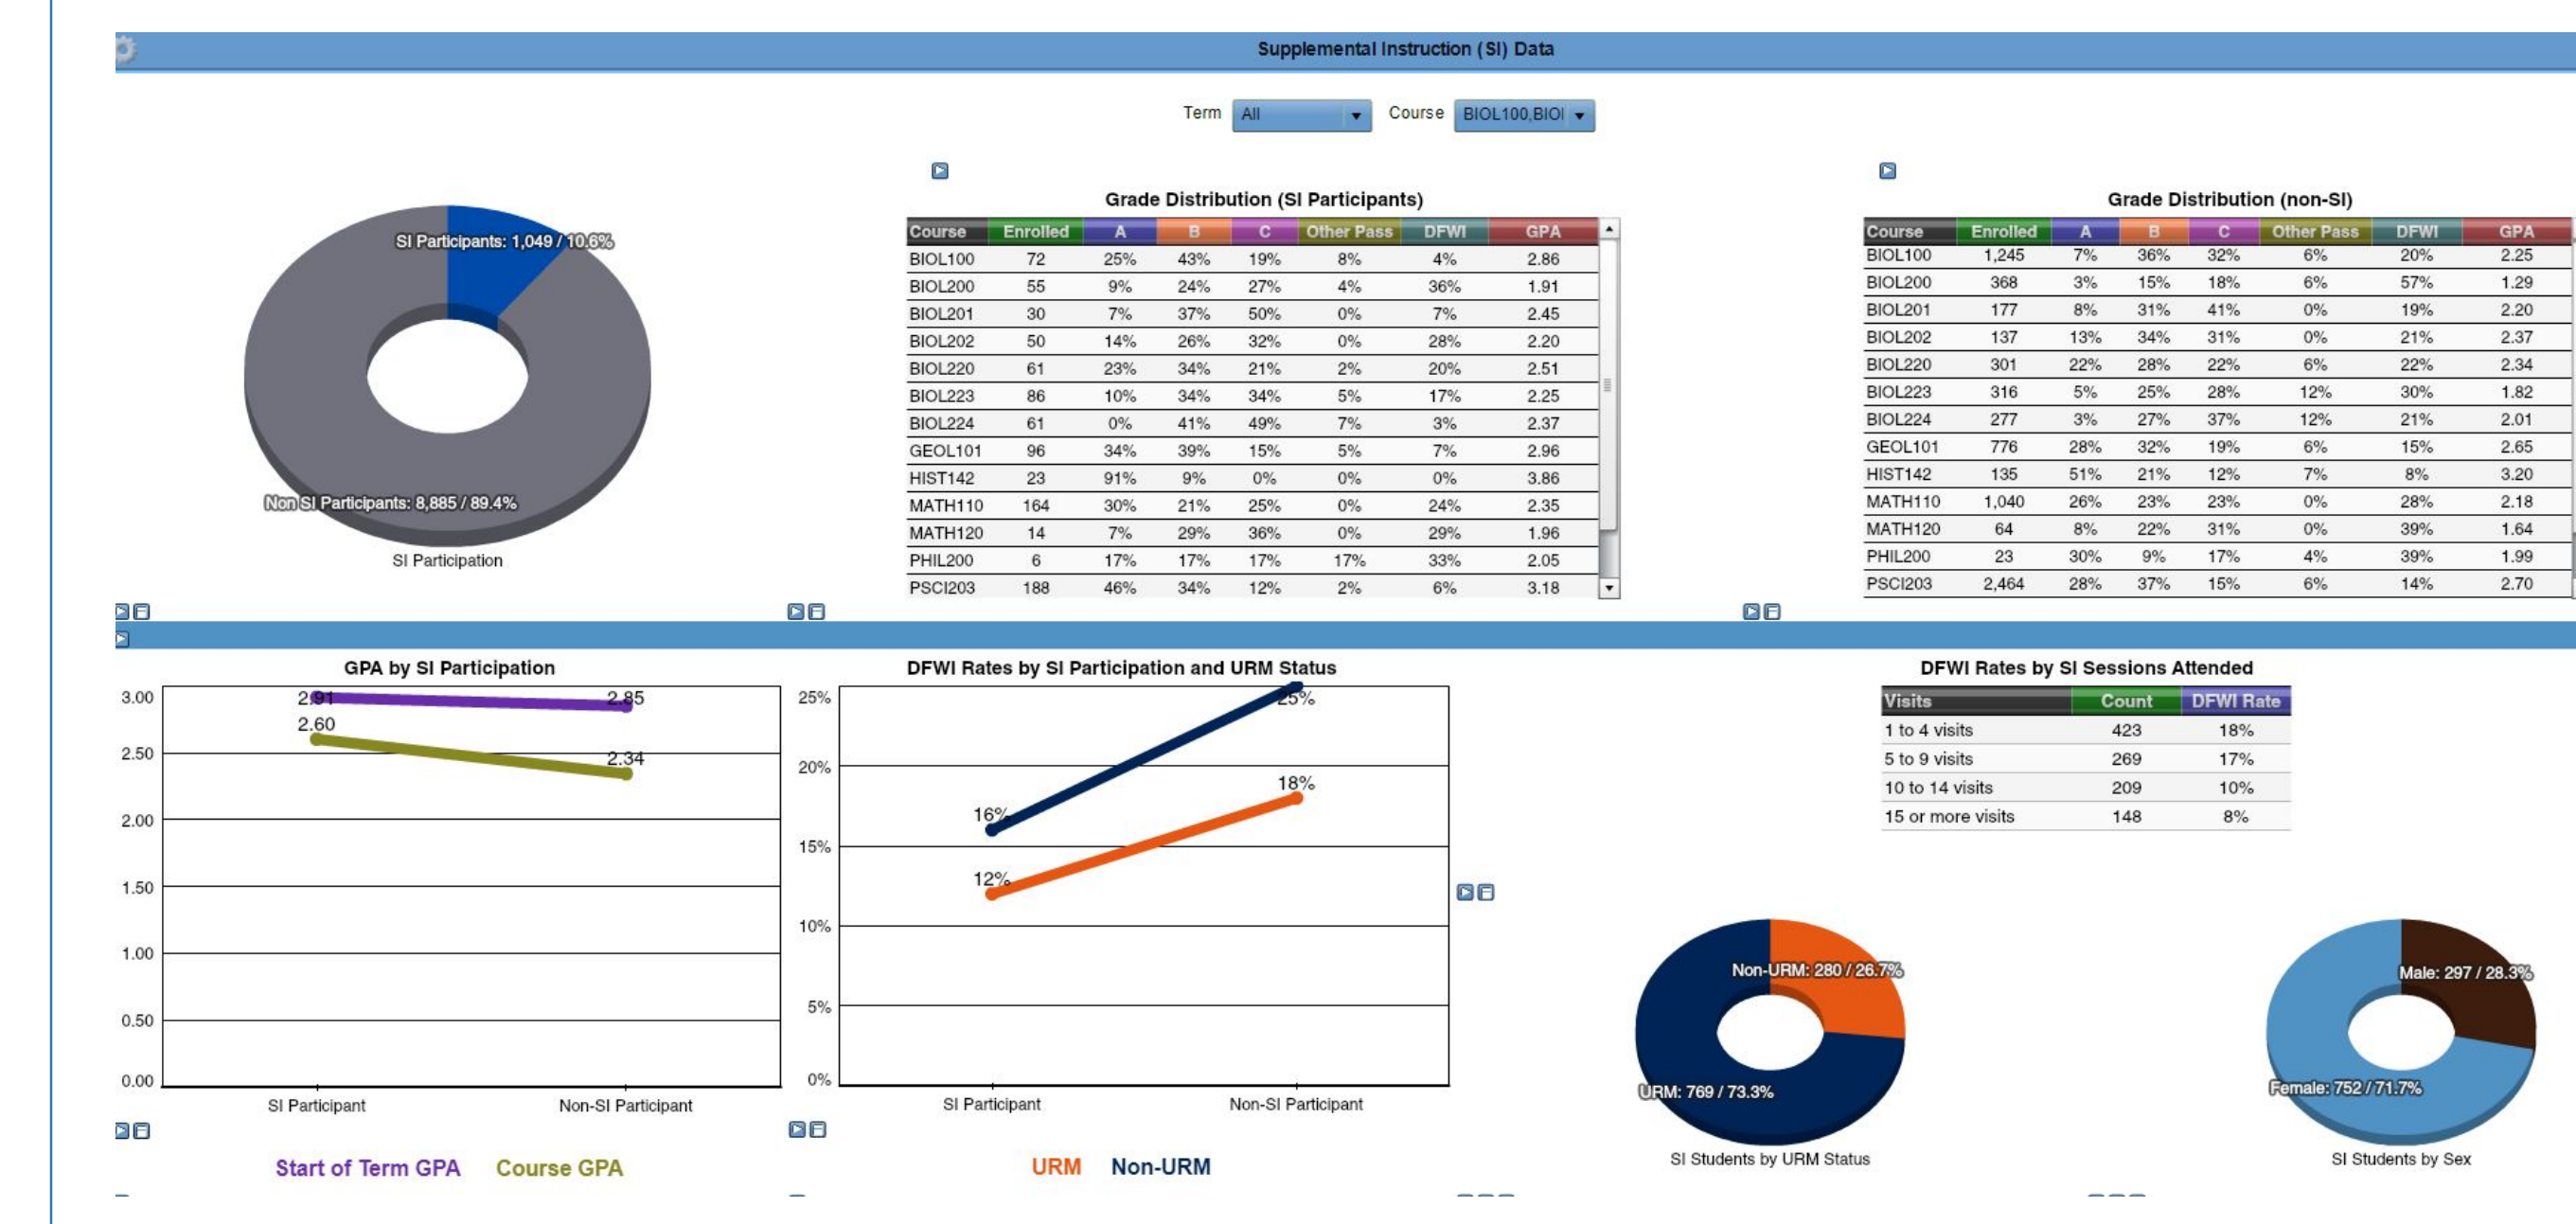 Supplemental Instruction (SI) Data
Term All Course BIOL100,BIOI
SI Participants: 1,049 / 10.6%
Non SI Participants: 8,885 / 89.4%
SI Participation
Grade Distribution (SI Participants)
Course Enrolled A B C Other Pass DFWI GPA
BIOL100 72 25% 43% 19% 8% 4% 2.86
BIOL200 55 9% 24% 27% 4% 36% 1.91
BIOL201 30 7% 37% 50% 0% 7% 2.45
BIOL202 50 14% 26% 32% 0% 28% 2.20
BIOL220 61 23% 34% 21% 2% 20% 2.51
BIOL223 86 10% 34% 34% 5% 17% 2.25
BIOL224 61 0% 41% 49% 7% 3% 2.37
GEOL101 96 34% 39% 15% 5% 7% 2.96
HIST142 23 91% 9% 0% 0% 0% 3.86
MATH110 164 30% 21% 25% 0% 24% 2.35
MATH120 14 7% 29% 36% 0% 29% 1.96
PHIL200 6 17% 17% 17% 17% 33% 2.05
PSCI203 188 46% 34% 12% 2% 6% 3.18
Grade Distribution (non-SI)
Course Enrolled A B C Other Pass DFWI GPA
BIOL100 1,245 7% 36% 32% 6% 20% 2.25
BIOL200 368 3% 15% 18% 6% 57% 1.29
BIOL201 177 8% 31% 41% 0% 19% 2.20
BIOL202 137 13% 34% 31% 0% 21% 2.37
BIOL220 301 22% 28% 22% 6% 22% 2.34
BIOL223 316 5% 25% 28% 12% 30% 1.82
BIOL224 277 3% 27% 37% 12% 21% 2.01
GEOL101 776 28% 32% 19% 6% 15% 2.65
HIST142 135 51% 21% 12% 7% 8% 3.20
MATH110 1,040 26% 23% 23% 0% 28% 2.18
MATH120 64 8% 22% 31% 0% 39% 1.64
PHIL200 23 30% 9% 17% 4% 39% 1.99
PSCI203 2,464 28% 37% 15% 6% 14% 2.70
GPA by SI Participation
3.00
2.50
2.00
1.50
1.00
0.50
0.00
2.91 2.85
2.60
2.34
SI Participant Non-SI Participant
Start of Term GPA Course GPA
DFWI Rates by SI Participation and URM Status
25%
20%
15%
10%
5%
0%
25%
18%
16%
12%
SI Participant Non-SI Participant
URM Non-URM
DFWI Rates by SI Sessions Attended
Visits Count DFWI Rate
1 to 4 visits 423 18%
5 to 9 visits 269 17%
10 to 14 visits 209 10%
15 or more visits 148 8%
Non-URM: 280 / 26.7%
URM: 769 / 73.3%
SI Students by URM Status
Male: 297 / 28.3%
Female: 752 / 71.7%
SI Students by Sex